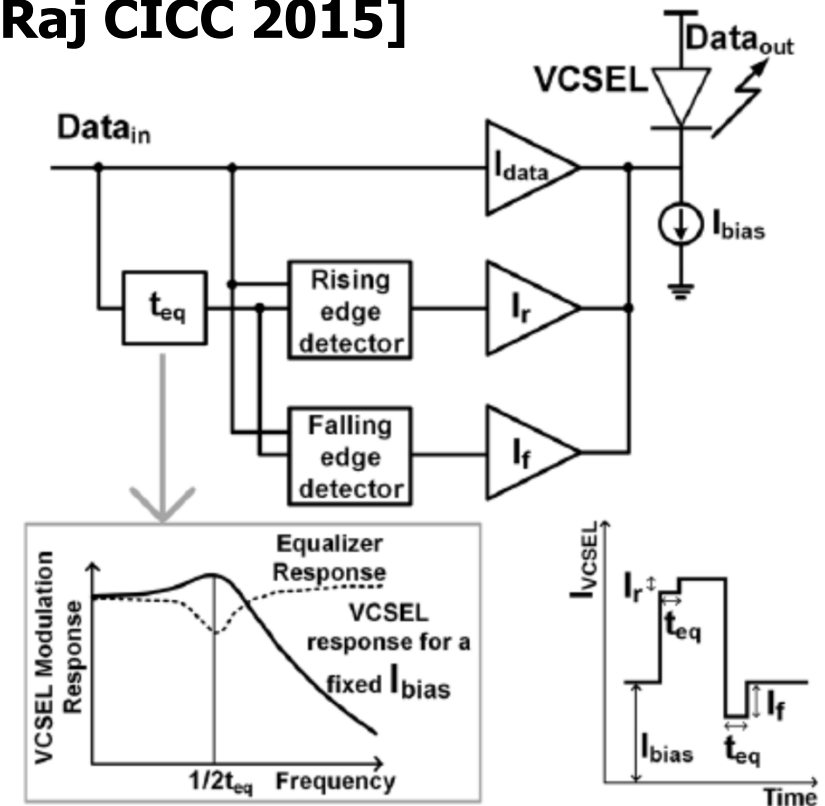 Raj CICC 2015]
Dataout
VCSEL
Datain
Idata
Ibias
teq
Rising
edge
detector
Ir
Falling
edge
detector
If
VCSEL Modulation
Response
Equalizer
Response
VCSEL
response for a
fixed Ibias
1/2teq Frequency
IVCSEL
Ir
teq
If
Ibias
teq
Time